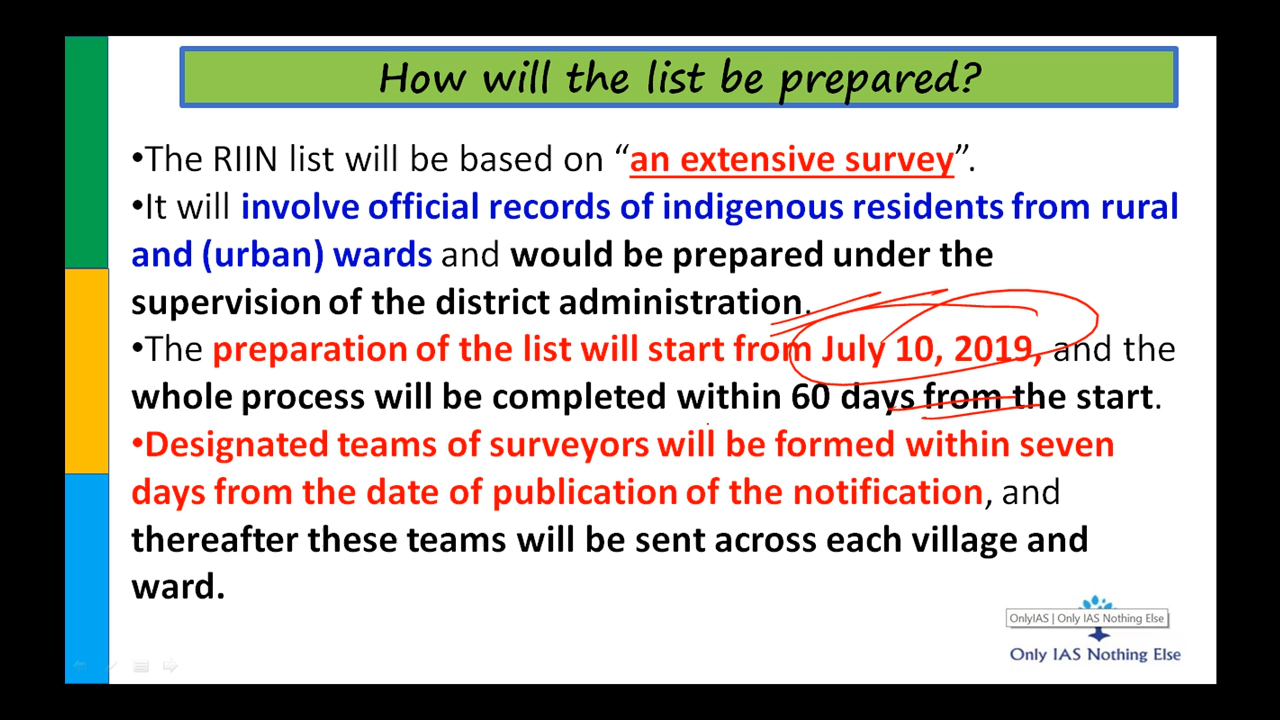 How will the list be prepared?
•The RIIN list will be based on “an extensive survey”.
•It will involve official records of indigenous residents from rural
and (urban) wards and would be prepared under the
supervision of the district administration.
•The preparation of the list will start from July 10, 2019, and the
whole process will be completed within 60 days from the start.
•Designated teams of surveyors will be formed within seven
days from the date of publication of the notification, and
thereafter these teams will be sent across each village and
ward.
OnlyIAS | Only IAS Nothing Else
Only IAS Nothing Else